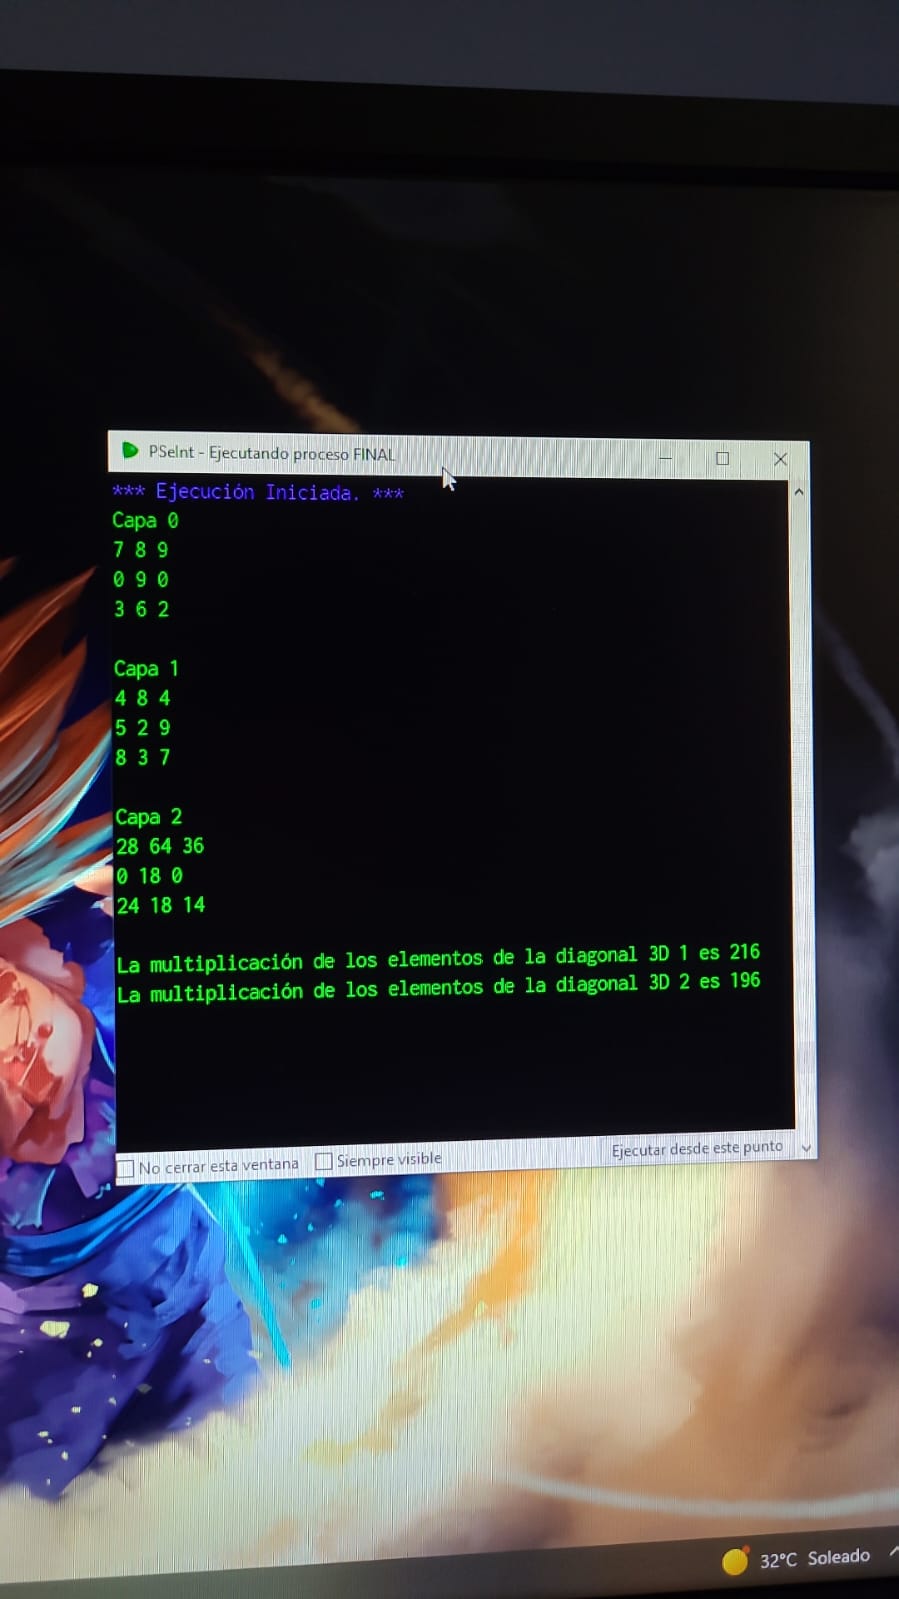 PSeInt - Ejecutando proceso FINAL
*** Ejecución Iniciada. ***
Capa 0
7 8 9
0 9 0
3 6 2
Capa 1
4 8 4
5 2 9
8 3 7
Capa 2
28 64 36
0 18 0
24 18 14
La multiplicación de los elementos de la diagonal 3D 1 es 216
La multiplicación de los elementos de la diagonal 3D 2 es 196
No cerrar esta ventana Siempre visible Ejecutar desde este punto
32°C Soleado